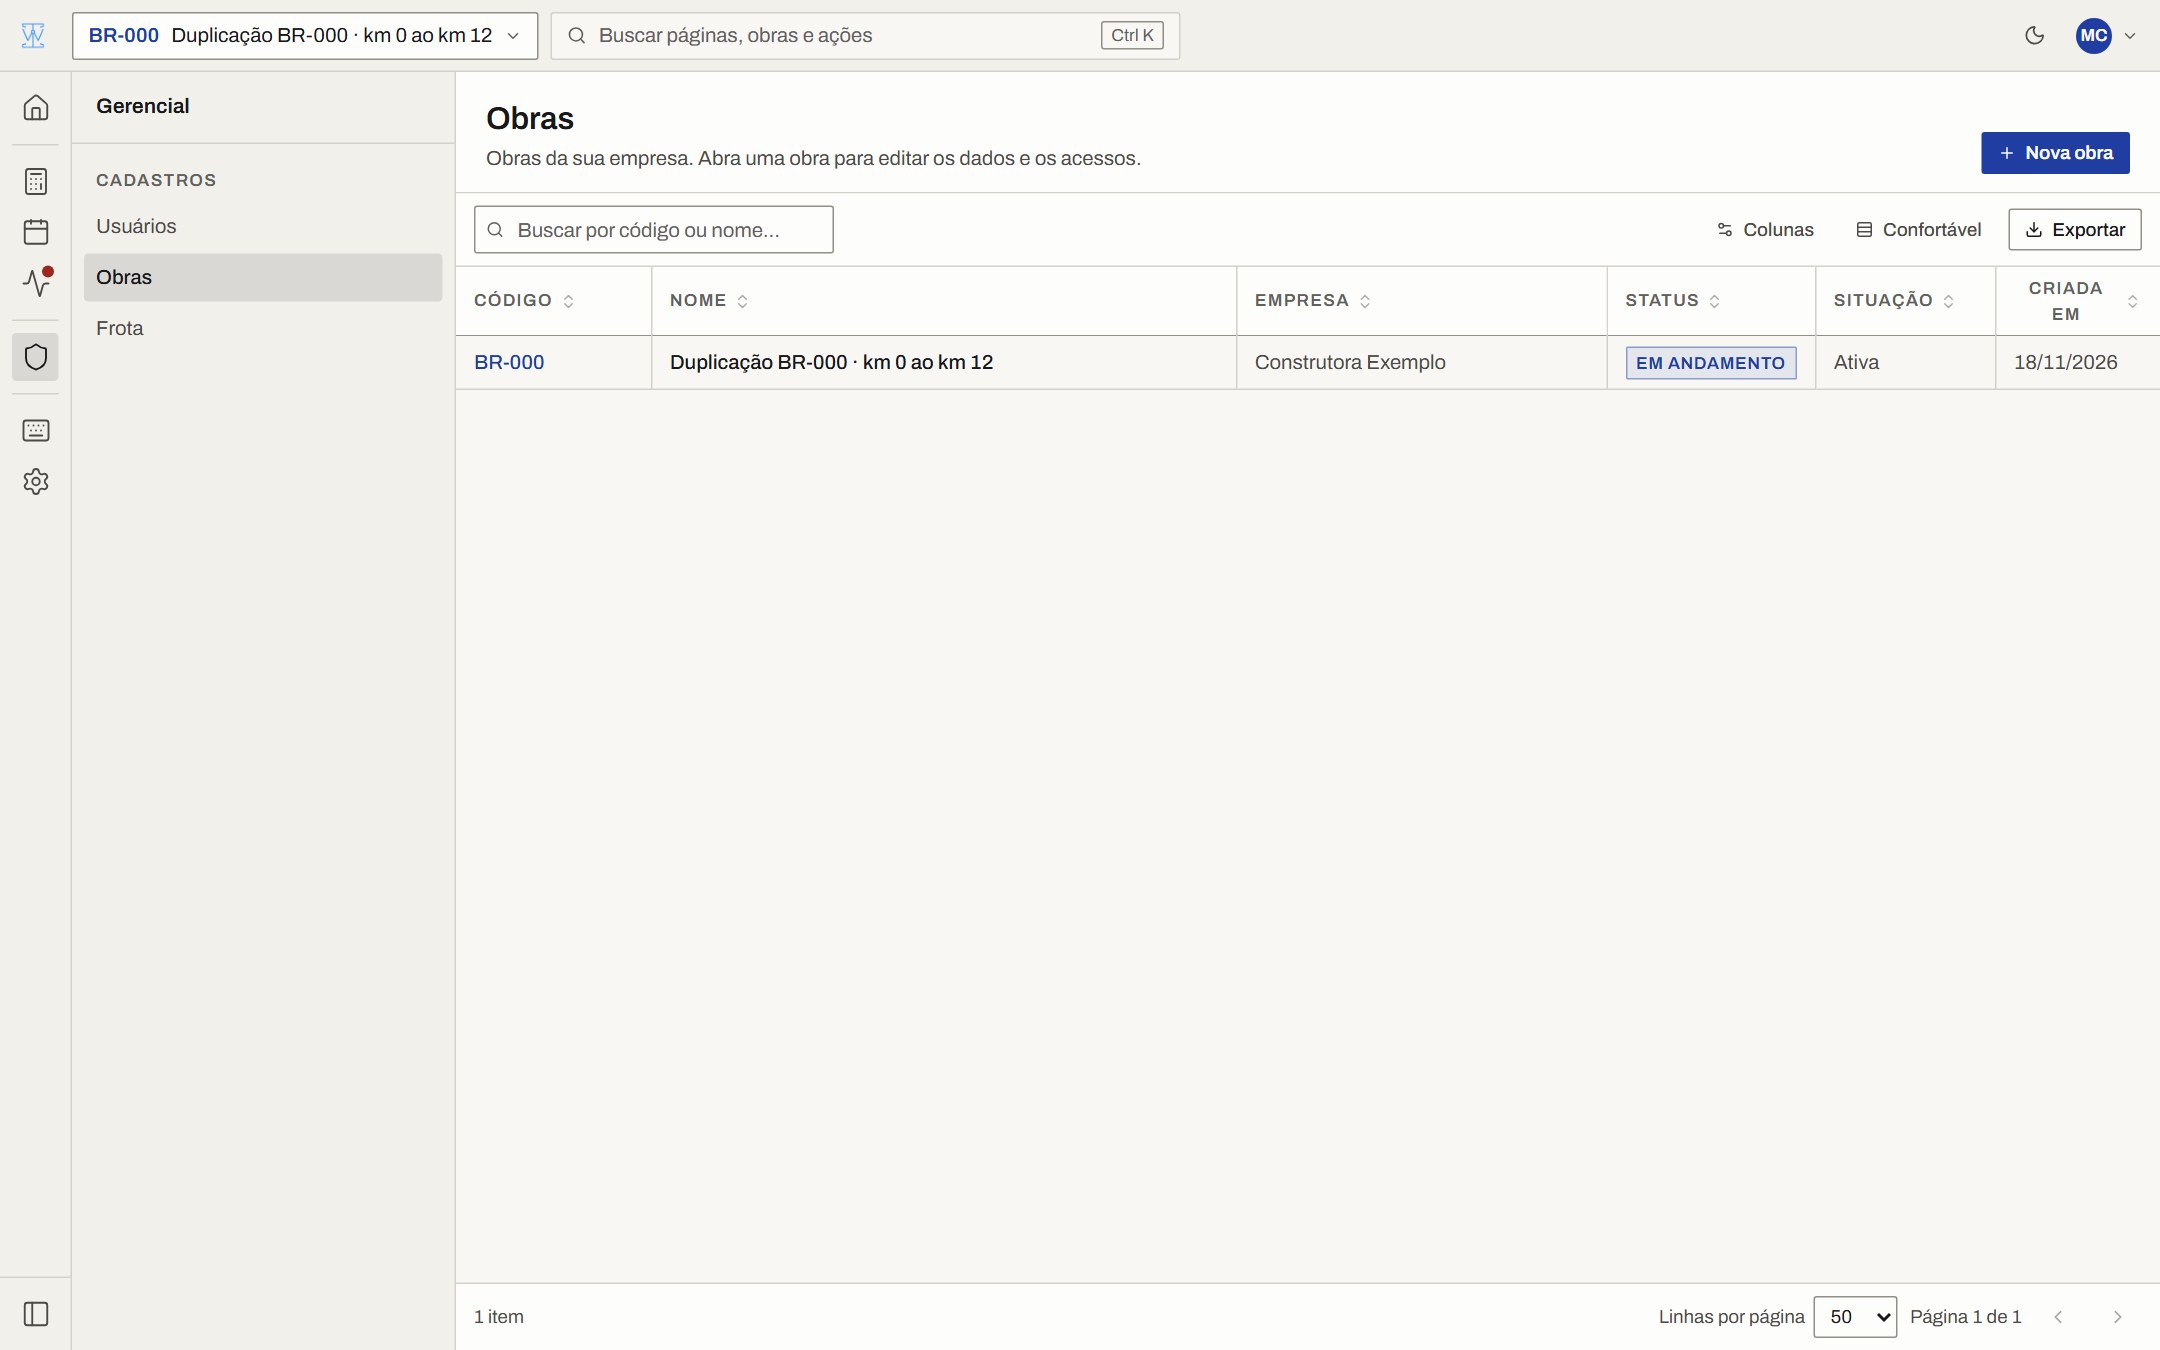 BR-000 Duplicação BR-000 · km 0 ao km 12
Buscar páginas, obras e ações
Ctrl K
MC
Gerencial
CADASTROS
Usuários
Obras
Frota
Obras
Obras da sua empresa. Abra uma obra para editar os dados e os acessos.
Nova obra
Buscar por código ou nome...
Colunas
Confortável
Exportar
CÓDIGO
NOME
EMPRESA
STATUS
SITUAÇÃO
CRIADA
EM
BR-000
Duplicação BR-000 · km 0 ao km 12
Construtora Exemplo
EM ANDAMENTO
Ativa
18/11/2026
1 item
Linhas por página
50
Página 1 de 1